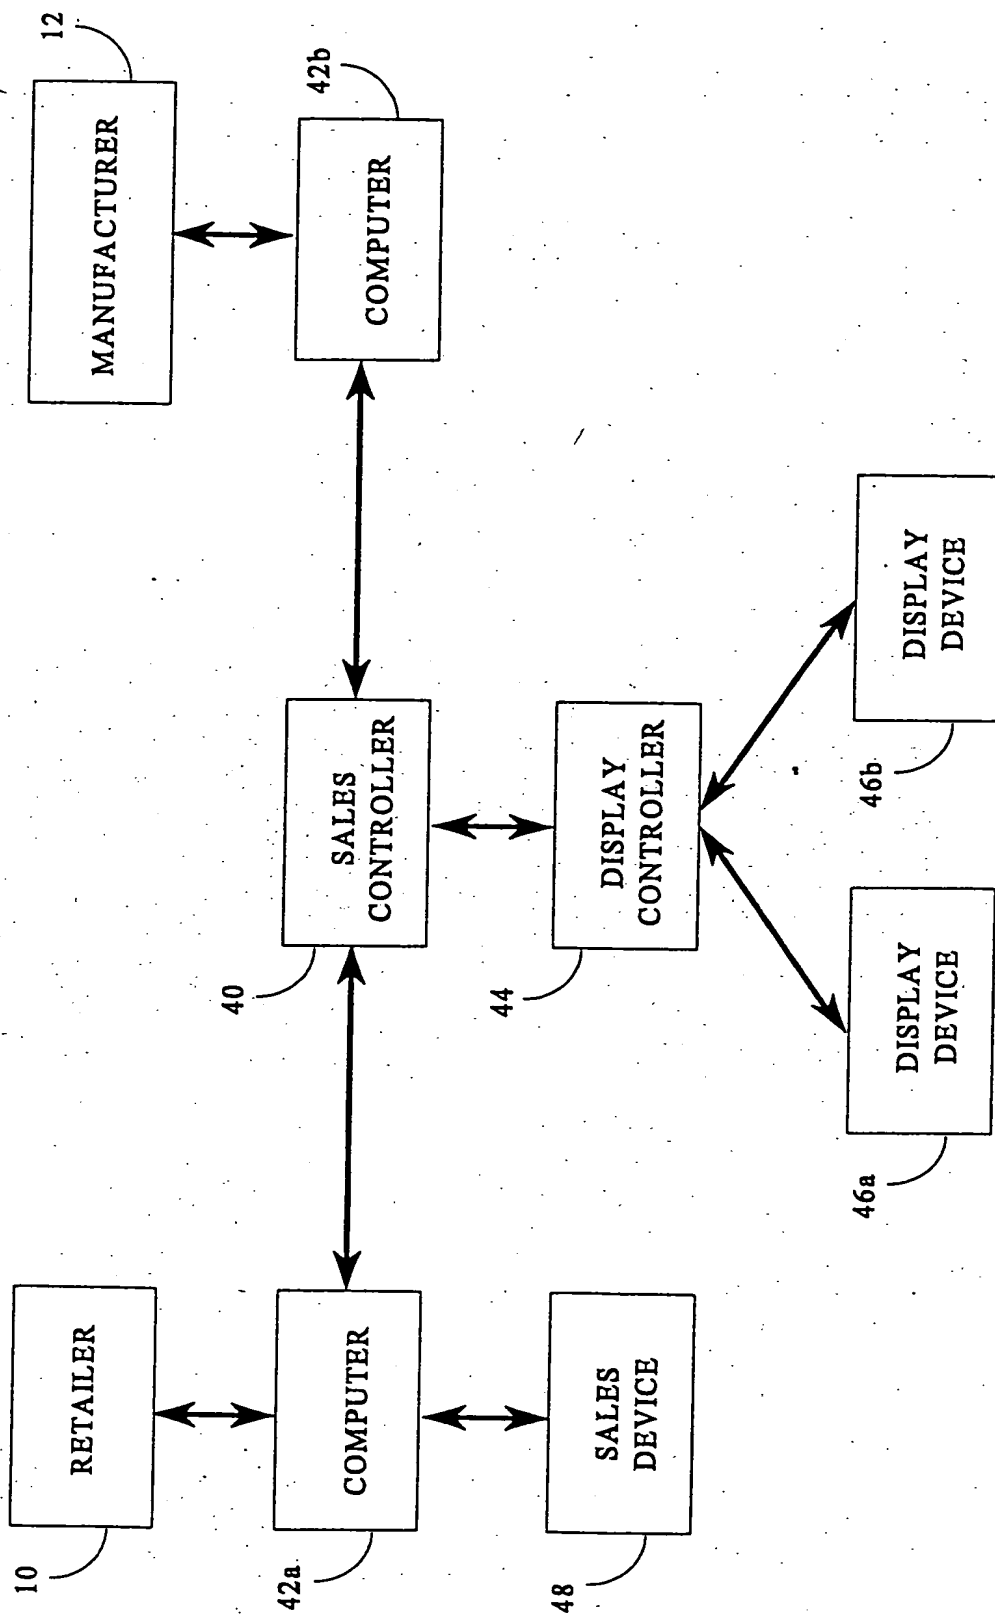 10
RETAILER
12
MANUFACTURER
42a
COMPUTER
40
SALES
CONTROLLER
42b
COMPUTER
48
SALES
DEVICE
44
DISPLAY
CONTROLLER
46a
DISPLAY
DEVICE
46b
DISPLAY
DEVICE